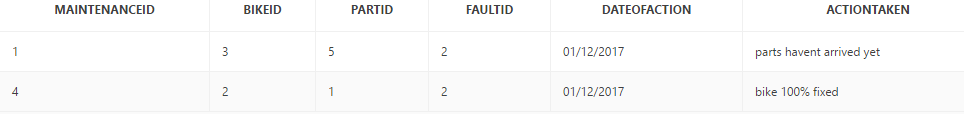 MAINTENANCEID BIKEID PARTID FAULTID DATEOFACTION ACTIONTAKEN
1 3 5 2 01/12/2017 parts havent arrived yet
4 2 1 2 01/12/2017 bike 100% fixed